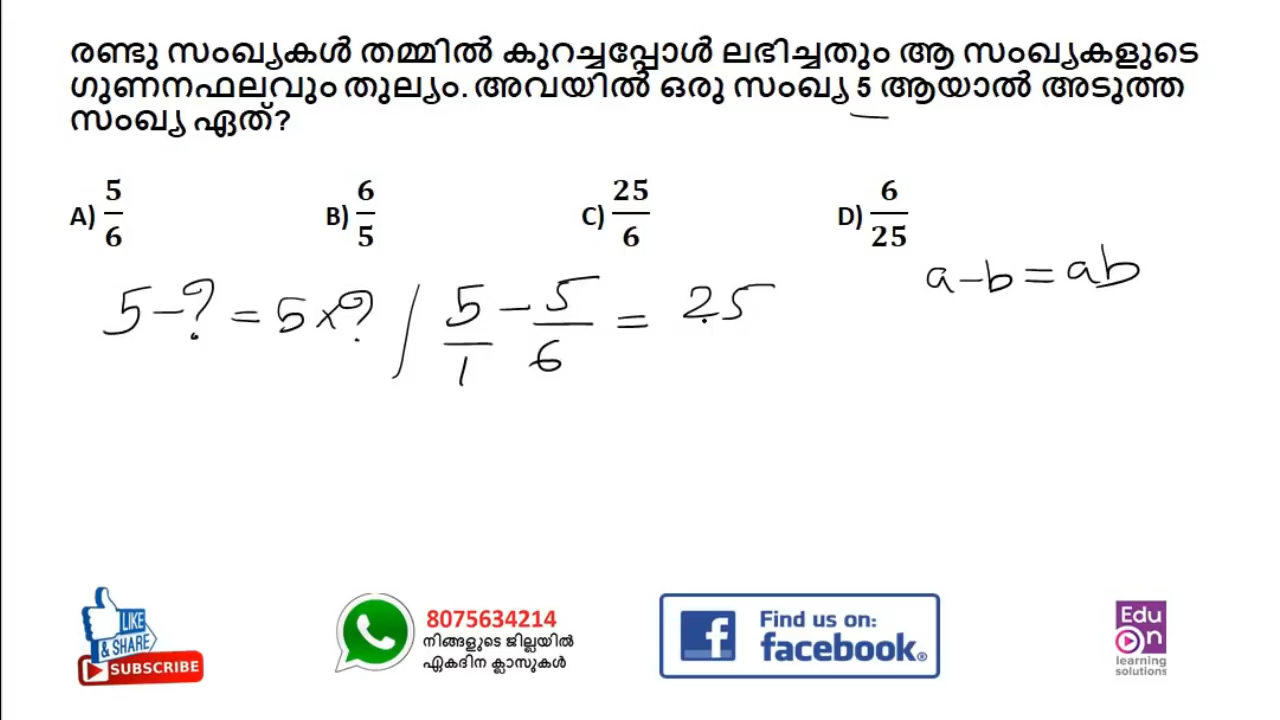 രണ്ടു സംഖ്യകൾ തമ്മിൽ കുറച്ചപ്പോൾ ലഭിച്ചതും ആ സംഖ്യകളുടെ
ഗുണനഫലവും തുല്യം. അവയിൽ ഒരു സംഖ്യ 5 ആയാൽ അടുത്ത
സംഖ്യ ഏത്?
A) 5/6 B) 6/5 C) 25/6 D) 6/25
a-b=ab
5-?=5×? / 5/1 - 5/6 = 25
LIKE
& SHARE
SUBSCRIBE
8075634214
നിങ്ങളുടെ ജില്ലയിൽ
ഏകദിന ക്ലാസുകൾ
Find us on:
facebook®
Edu
On
learning
solutions